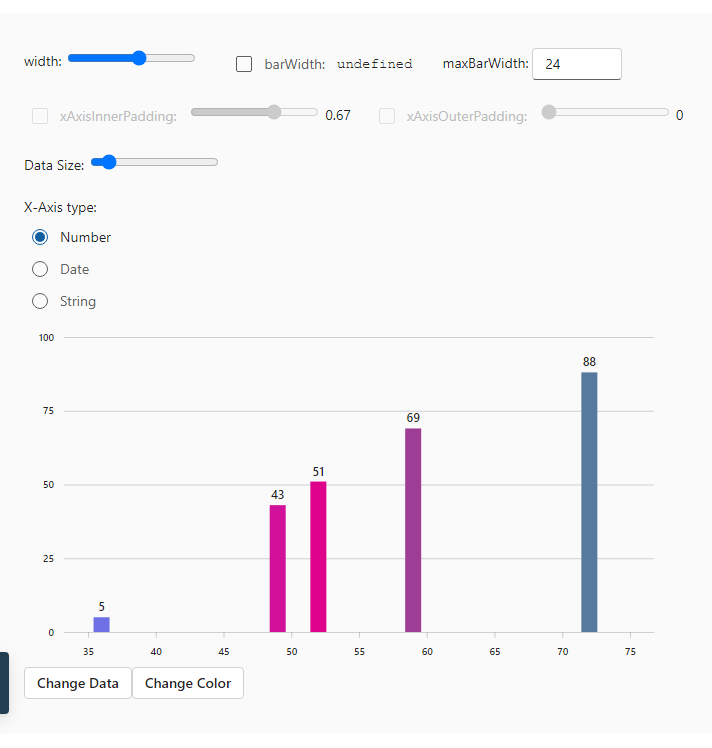 width: barWidth: undefined maxBarWidth: 24
xAxisInnerPadding: 0.67 xAxisOuterPadding: 0
Data Size:
X-Axis type:
Number
Date
String
100
88
75
69
51
50
43
25
5
0
35 40 45 50 55 60 65 70 75
Change Data Change Color